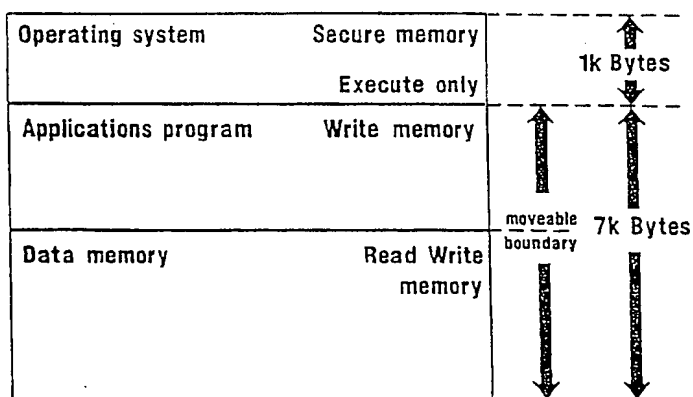 Operating system Secure memory
1k Bytes
Execute only
Applications program Write memory
moveable
boundary
7k Bytes
Data memory Read Write
memory